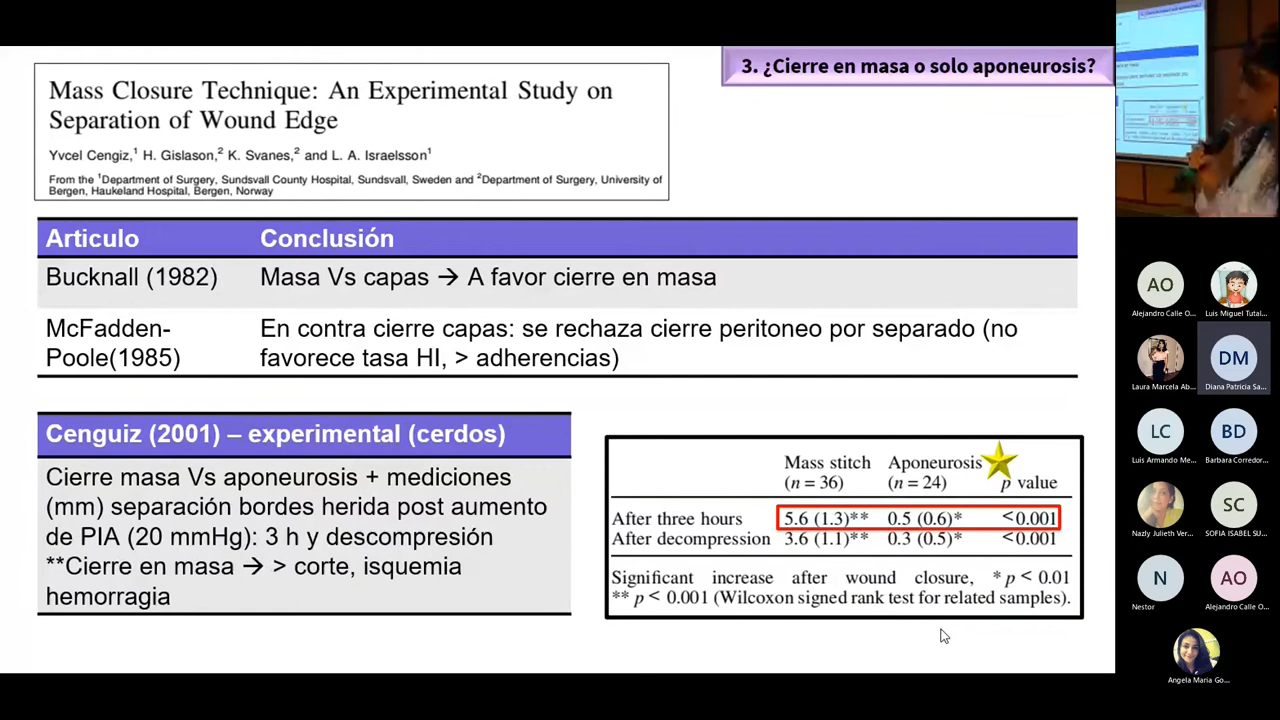 3. ¿Cierre en masa o solo aponeurosis?
Mass Closure Technique: An Experimental Study on
Separation of Wound Edge
Yvcel Cengiz,¹ H. Gislason,² K. Svanes,² and L. A. Israelsson¹
From the ¹Department of Surgery, Sundsvall County Hospital, Sundsvall, Sweden and ²Department of Surgery, University of
Bergen, Haukeland Hospital, Bergen, Norway
Articulo Conclusión
Bucknall (1982) Masa Vs capas → A favor cierre en masa
McFadden- En contra cierre capas: se rechaza cierre peritoneo por separado (no
Poole(1985) favorece tasa HI, > adherencias)
Cenguiz (2001) – experimental (cerdos)
Cierre masa Vs aponeurosis + mediciones
(mm) separación bordes herida post aumento
de PIA (20 mmHg): 3 h y descompresión
**Cierre en masa → > corte, isquemia
hemorragia
Mass stitch Aponeurosis
(n = 36) (n = 24) p value
After three hours 5.6 (1.3)** 0.5 (0.6)* <0.001
After decompression 3.6 (1.1)** 0.3 (0.5)* <0.001
Significant increase after wound closure, * p < 0.01
** p < 0.001 (Wilcoxon signed rank test for related samples).
AO
Alejandro Calle O...
Luis Miguel Tutal...
Laura Marcela Ab...
DM
Diana Patricia Sa...
LC
Luis Armando Me...
BD
Barbara Corredor...
Nazly Julieth Ver...
SC
SOFIA ISABEL SU...
N
Nestor
AO
Alejandro Calle O...
Angela Maria Go...